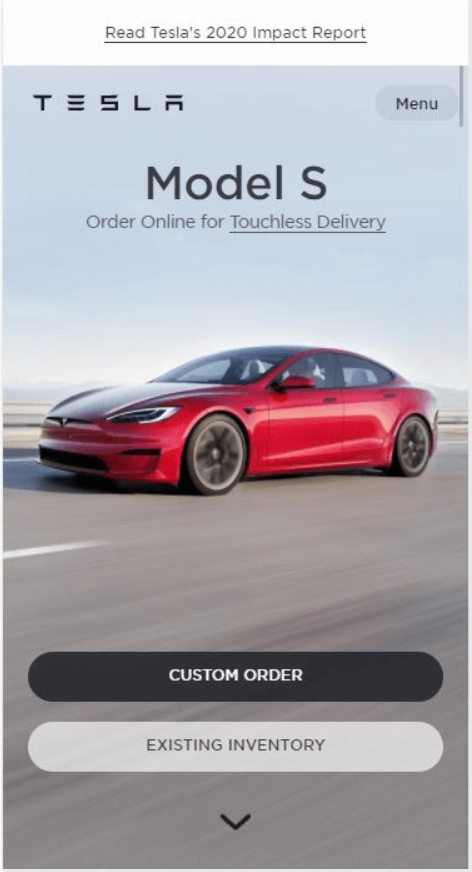 Read Tesla's 2020 Impact Report
TESLA
Menu
Model S
Order Online for Touchless Delivery
CUSTOM ORDER
EXISTING INVENTORY